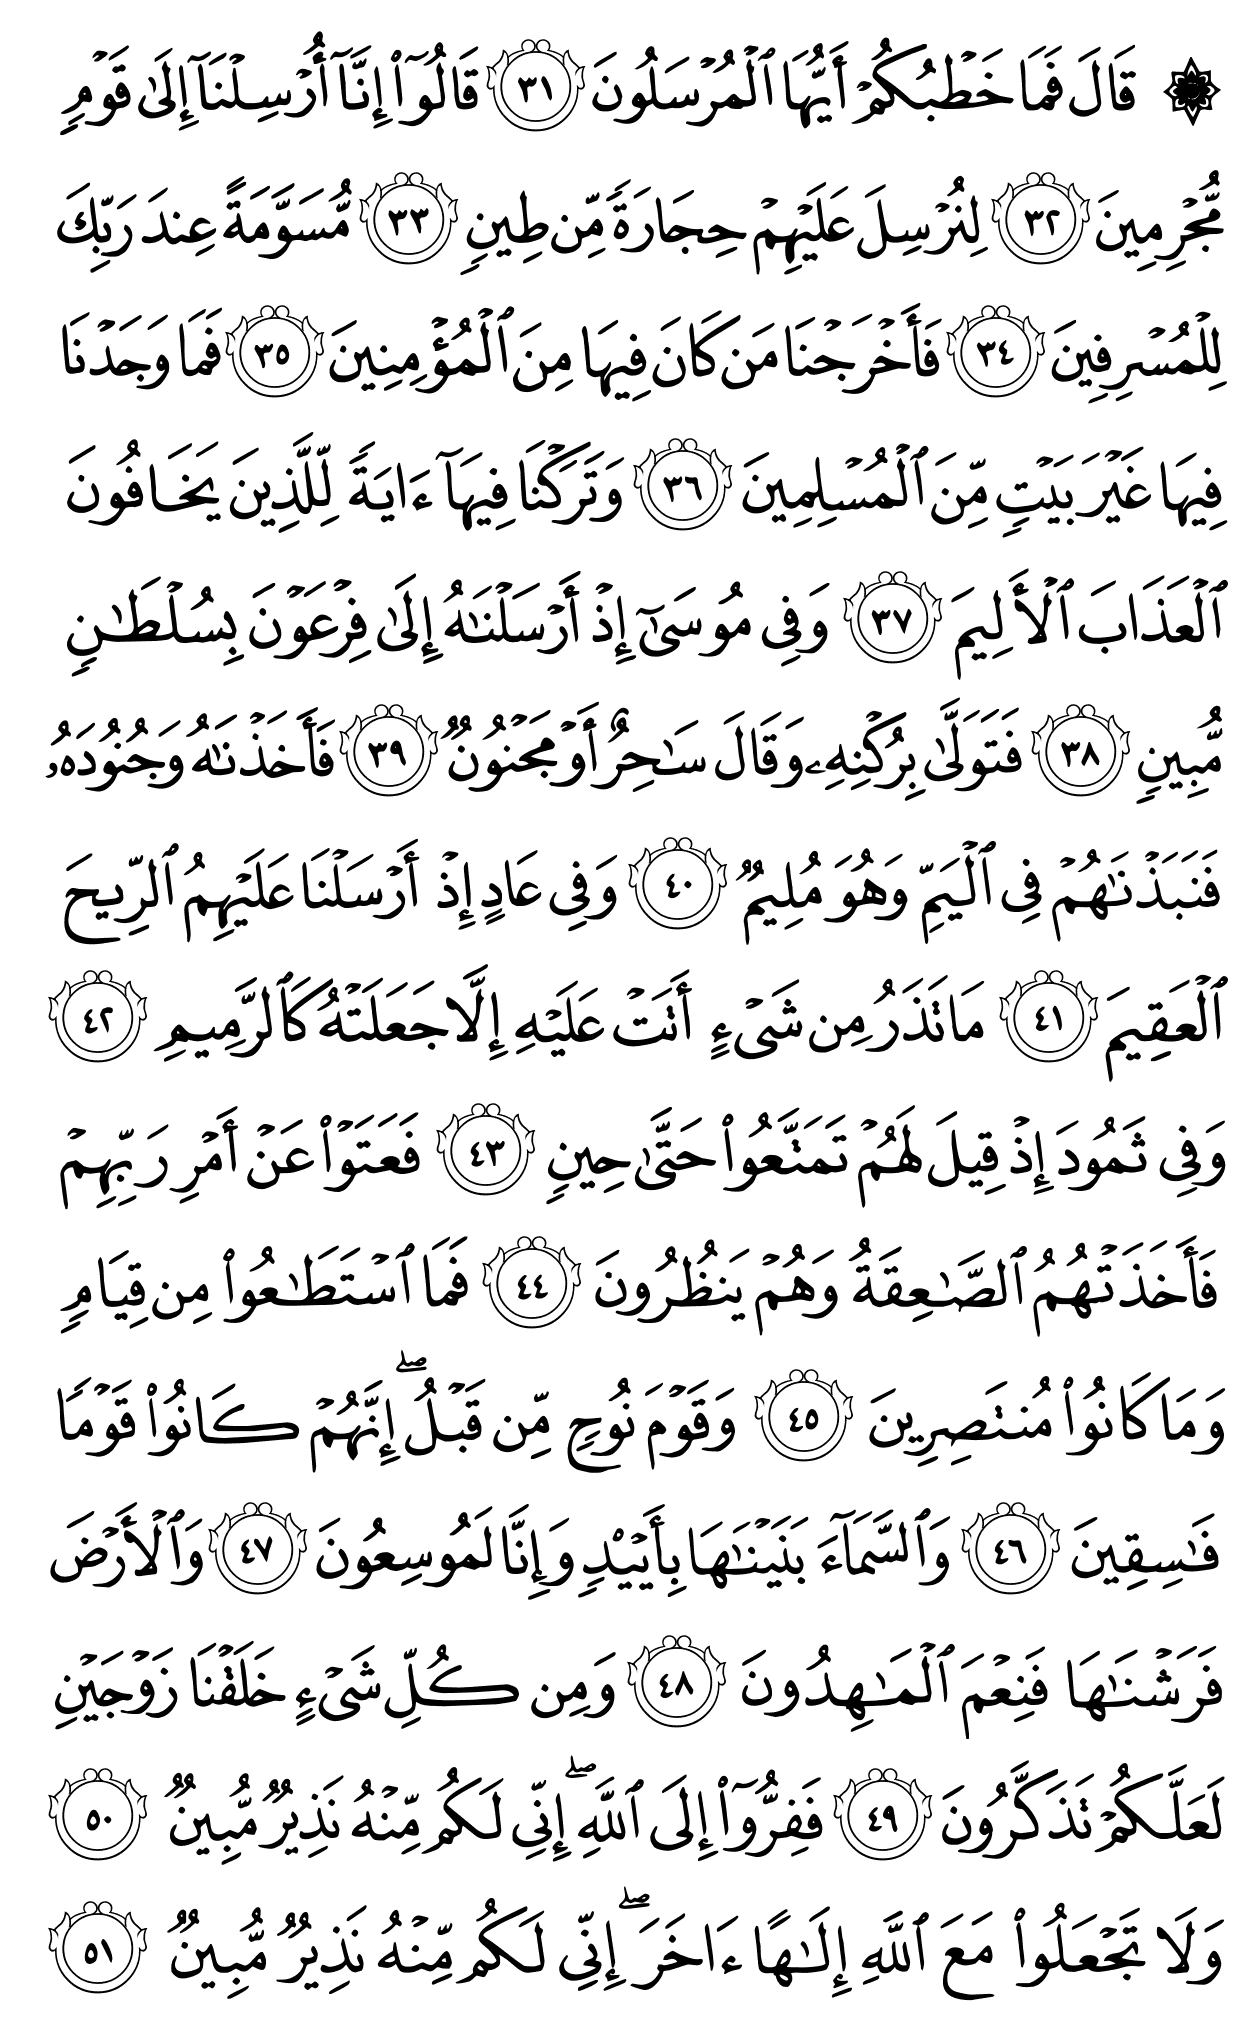 ۞ قَالَ فَمَا خَطۡبُكُمۡ أَيُّهَا ٱلۡمُرۡسَلُونَ ٣١ قَالُوٓاْ إِنَّآ أُرۡسِلۡنَآ إِلَىٰ قَوۡمٖ
مُّجۡرِمِينَ ٣٢ لِنُرۡسِلَ عَلَيۡهِمۡ حِجَارَةٗ مِّن طِينٖ ٣٣ مُّسَوَّمَةً عِندَ رَبِّكَ
لِلۡمُسۡرِفِينَ ٣٤ فَأَخۡرَجۡنَا مَن كَانَ فِيهَا مِنَ ٱلۡمُؤۡمِنِينَ ٣٥ فَمَا وَجَدۡنَا
فِيهَا غَيۡرَ بَيۡتٖ مِّنَ ٱلۡمُسۡلِمِينَ ٣٦ وَتَرَكۡنَا فِيهَآ ءَايَةٗ لِّلَّذِينَ يَخَافُونَ
ٱلۡعَذَابَ ٱلۡأَلِيمَ ٣٧ وَفِي مُوسَىٰٓ إِذۡ أَرۡسَلۡنَٰهُ إِلَىٰ فِرۡعَوۡنَ بِسُلۡطَٰنٖ
مُّبِينٖ ٣٨ فَتَوَلَّىٰ بِرُكۡنِهِۦ وَقَالَ سَٰحِرٌ أَوۡ مَجۡنُونٞ ٣٩ فَأَخَذۡنَٰهُ وَجُنُودَهُۥ
فَنَبَذۡنَٰهُمۡ فِي ٱلۡيَمِّ وَهُوَ مُلِيمٞ ٤٠ وَفِي عَادٍ إِذۡ أَرۡسَلۡنَا عَلَيۡهِمُ ٱلرِّيحَ
ٱلۡعَقِيمَ ٤١ مَا تَذَرُ مِن شَيۡءٍ أَتَتۡ عَلَيۡهِ إِلَّا جَعَلَتۡهُ كَٱلرَّمِيمِ ٤٢
وَفِي ثَمُودَ إِذۡ قِيلَ لَهُمۡ تَمَتَّعُواْ حَتَّىٰ حِينٖ ٤٣ فَعَتَوۡاْ عَنۡ أَمۡرِ رَبِّهِمۡ
فَأَخَذَتۡهُمُ ٱلصَّٰعِقَةُ وَهُمۡ يَنظُرُونَ ٤٤ فَمَا ٱسۡتَطَٰعُواْ مِن قِيَامٖ
وَمَا كَانُواْ مُنتَصِرِينَ ٤٥ وَقَوۡمَ نُوحٖ مِّن قَبۡلُۖ إِنَّهُمۡ كَانُواْ قَوۡمٗا
فَٰسِقِينَ ٤٦ وَٱلسَّمَآءَ بَنَيۡنَٰهَا بِأَيۡيْدٖ وَإِنَّا لَمُوسِعُونَ ٤٧ وَٱلۡأَرۡضَ
فَرَشۡنَٰهَا فَنِعۡمَ ٱلۡمَٰهِدُونَ ٤٨ وَمِن كُلِّ شَيۡءٍ خَلَقۡنَا زَوۡجَيۡنِ
لَعَلَّكُمۡ تَذَكَّرُونَ ٤٩ فَفِرُّوٓاْ إِلَى ٱللَّهِۖ إِنِّي لَكُم مِّنۡهُ نَذِيرٞ مُّبِينٞ ٥٠
وَلَا تَجۡعَلُواْ مَعَ ٱللَّهِ إِلَٰهًا ءَاخَرَۖ إِنِّي لَكُم مِّنۡهُ نَذِيرٞ مُّبِينٞ ٥١